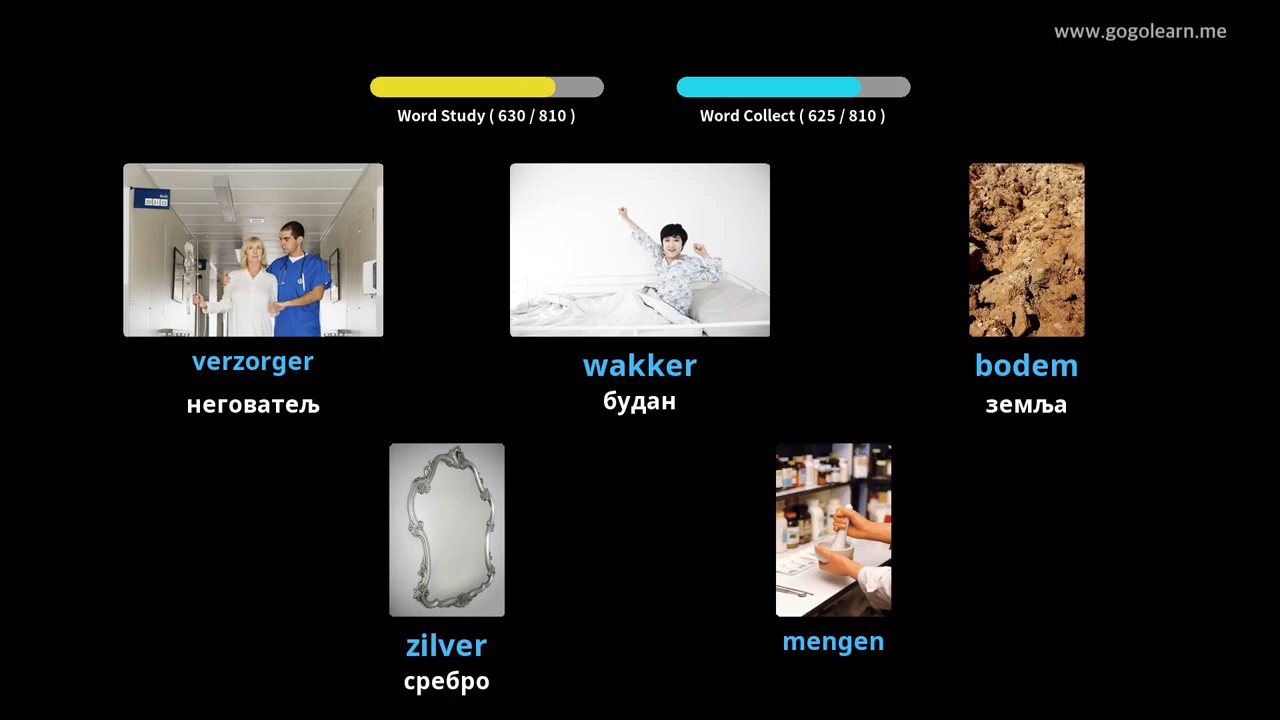 www.gogolearn.me
Word Study ( 630 / 810 )
Word Collect ( 625 / 810 )
verzorger
негователь
wakker
будан
bodem
земља
zilver
сребро
mengen